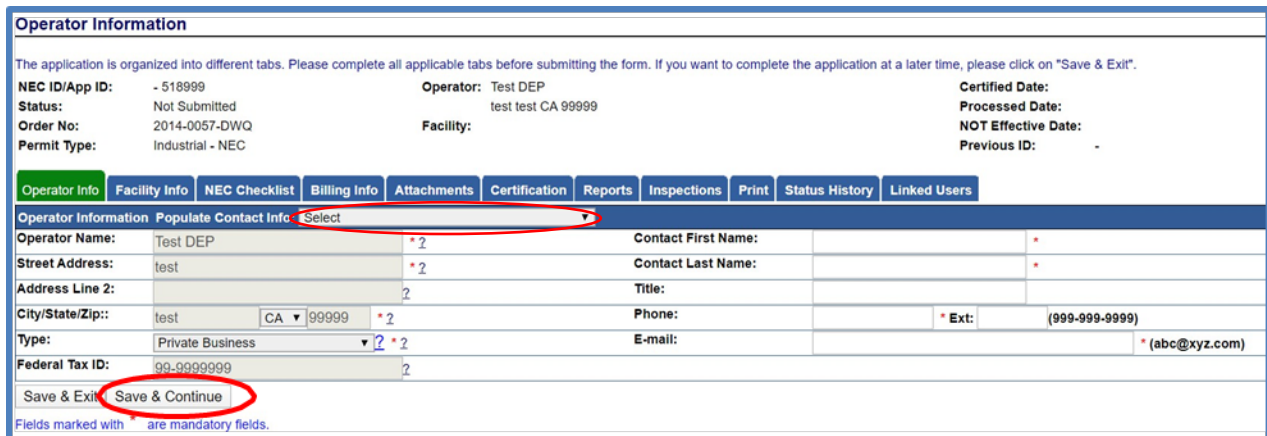 Operator Information
The application is organized into different tabs. Please complete all applicable tabs before submitting the form. If you want to complete the application at a later time, please click on "Save & Exit".
NEC ID/App ID: - 518999 Operator: Test DEP Certified Date:
Status: Not Submitted test test CA 99999 Processed Date:
Order No: 2014-0057-DWQ Facility: NOT Effective Date:
Permit Type: Industrial - NEC Previous ID: -
Operator Info Facility Info NEC Checklist Billing Info Attachments Certification Reports Inspections Print Status History Linked Users
Operator Information Populate Contact Info Select
Operator Name: Test DEP * ? Contact First Name: *
Street Address: test * ? Contact Last Name: *
Address Line 2: ? Title:
City/State/Zip:: test CA 99999 * ? Phone: * Ext: (999-999-9999)
Type: Private Business ? * ? E-mail: * (abc@xyz.com)
Federal Tax ID: 99-9999999 ?
Save & Exit Save & Continue
Fields marked with * are mandatory fields.